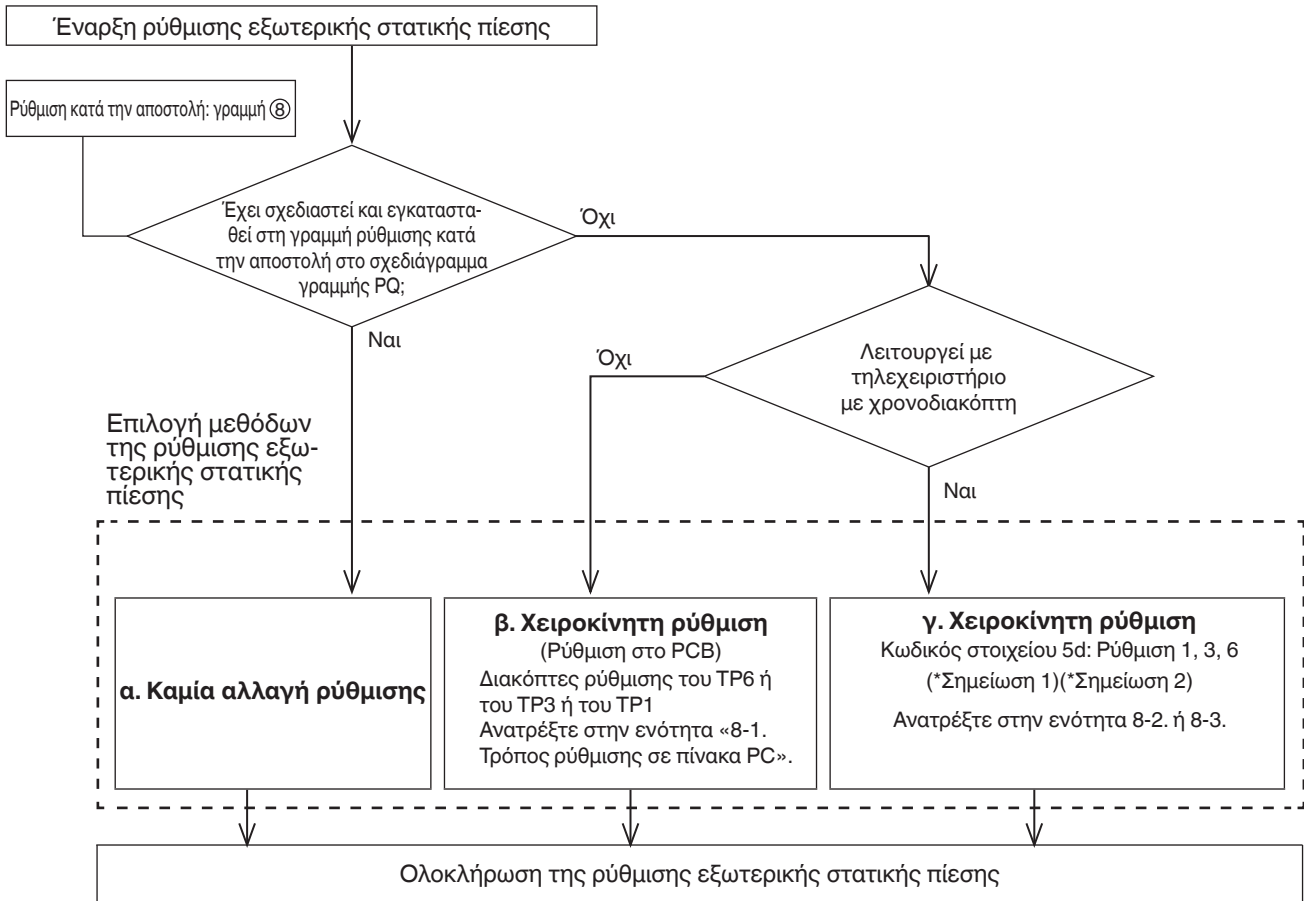 Έναρξη ρύθμισης εξωτερικής στατικής πίεσης
Ρύθμιση κατά την αποστολή: γραμμή ⑧
Έχει σχεδιαστεί και εγκαταστα-
θεί στη γραμμή ρύθμισης κατά
την αποστολή στο σχεδιάγραμμα
γραμμής PQ;
Όχι
Ναι
Λειτουργεί με
τηλεχειριστήριο
με χρονοδιακόπτη
Όχι
Ναι
Επιλογή μεθόδων
της ρύθμισης εξω-
τερικής στατικής
πίεσης
α. Καμία αλλαγή ρύθμισης
β. Χειροκίνητη ρύθμιση
(Ρύθμιση στο PCB)
Διακόπτες ρύθμισης του TP6 ή
του TP3 ή του TP1
Ανατρέξτε στην ενότητα «8-1.
Τρόπος ρύθμισης σε πίνακα PC».
γ. Χειροκίνητη ρύθμιση
Κωδικός στοιχείου 5d: Ρύθμιση 1, 3, 6
(*Σημείωση 1)(*Σημείωση 2)
Ανατρέξτε στην ενότητα 8-2. ή 8-3.
Ολοκλήρωση της ρύθμισης εξωτερικής στατικής πίεσης